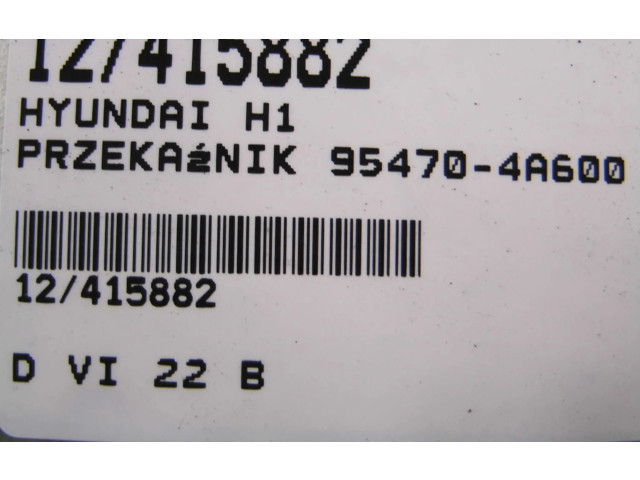 12/415882
HYUNDAI H1
PRZEKAźNIK 95470-4A600
12/415882
D VI 22 B